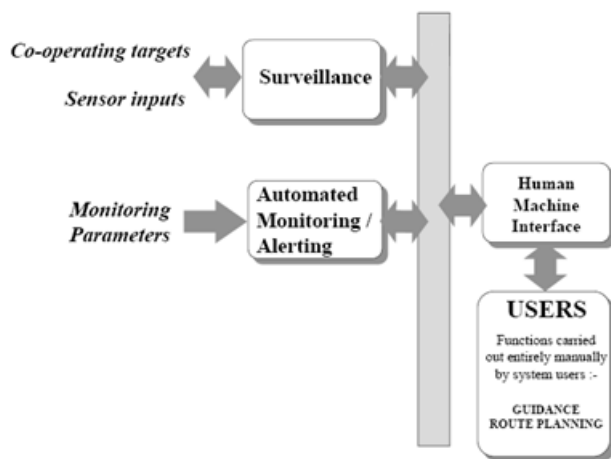 Co-operating targets
Sensor inputs
Surveillance
Monitoring
Parameters
Automated
Monitoring /
Alerting
Human
Machine
Interface
USERS
Functions carried
out entirely manually
by system users :-
GUIDANCE
ROUTE PLANNING